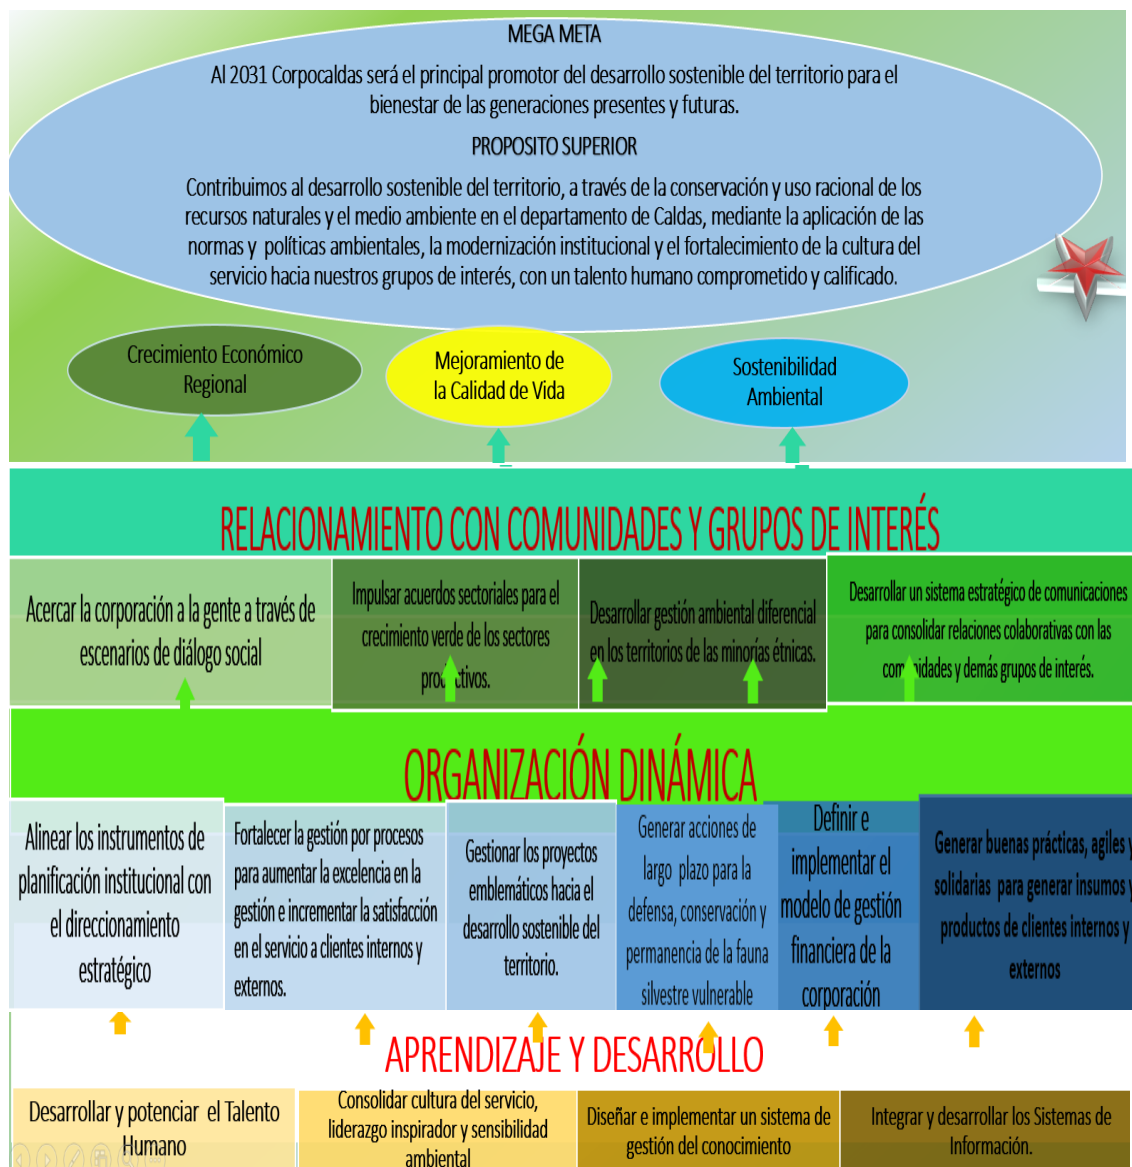 MEGA META
Al 2031 Corpocaldas será el principal promotor del desarrollo sostenible del territorio para el
bienestar de las generaciones presentes y futuras.
PROPOSITO SUPERIOR
Contribuimos al desarrollo sostenible del territorio, a través de la conservación y uso racional de los
recursos naturales y el medio ambiente en el departamento de Caldas, mediante la aplicación de las
normas y políticas ambientales, la modernización institucional y el fortalecimiento de la cultura del
servicio hacia nuestros grupos de interés, con un talento humano comprometido y calificado.
Crecimiento Económico
Regional
Mejoramiento de
la Calidad de Vida
Sostenibilidad
Ambiental
RELACIONAMIENTO CON COMUNIDADES Y GRUPOS DE INTERÉS
Acercar la corporación a la gente a través de
escenarios de diálogo social
Impulsar acuerdos sectoriales para el
crecimiento verde de los sectores
productivos.
Desarrollar gestión ambiental diferencial
en los territorios de las minorías étnicas.
Desarrollar un sistema estratégico de comunicaciones
para consolidar relaciones colaborativas con las
comunidades y demás grupos de interés.
ORGANIZACIÓN DINÁMICA
Alinear los instrumentos de
planificación institucional con
el direccionamiento
estratégico
Fortalecer la gestión por procesos
para aumentar la excelencia en la
gestión e incrementar la satisfacción
en el servicio a clientes internos y
externos.
Gestionar los proyectos
emblemáticos hacia el
desarrollo sostenible del
territorio.
Generar acciones de
largo plazo para la
defensa, conservación y
permanencia de la fauna
silvestre vulnerable
Definir e
implementar el
modelo de gestión
financiera de la
corporación
Generar buenas prácticas, agiles y
solidarias para generar insumos y
productos de clientes internos y
externos
APRENDIZAJE Y DESARROLLO
Desarrollar y potenciar el Talento
Humano
Consolidar cultura del servicio,
liderazgo inspirador y sensibilidad
ambiental
Diseñar e implementar un sistema de
gestión del conocimiento
Integrar y desarrollar los Sistemas de
Información.